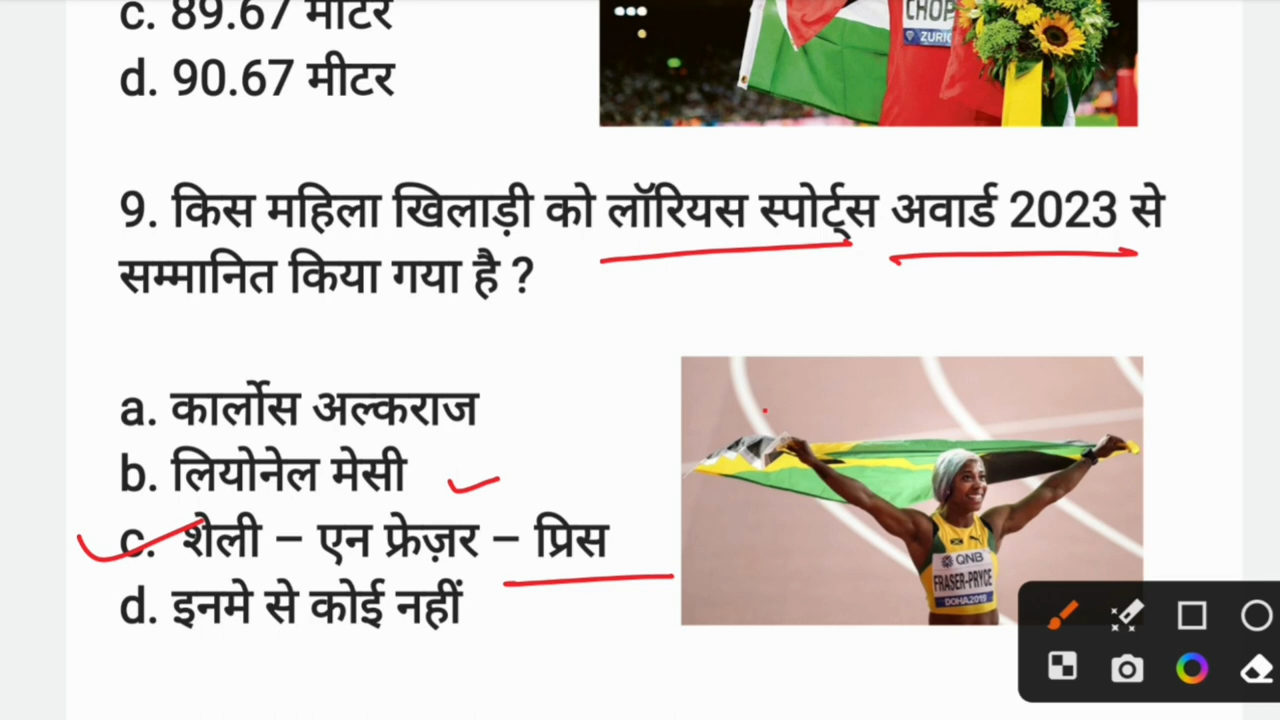 c. 89.67 मीटर
d. 90.67 मीटर
CHOP
ZURIC
9. किस महिला खिलाड़ी को लॉरियस स्पोर्ट्स अवार्ड 2023 से
सम्मानित किया गया है ?
a. कार्लोस अल्कराज
b. लियोनेल मेसी
c. शेली – एन फ्रेज़र – प्रिस
d. इनमे से कोई नहीं
QNB
FRASER-PRYCE
DOHA2019